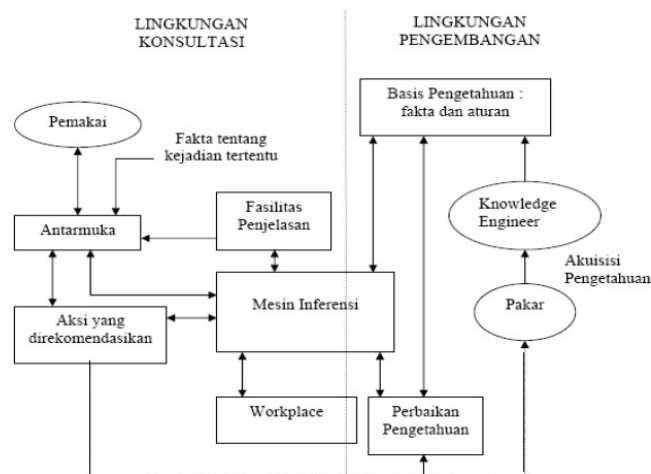 LINGKUNGAN
KONSULTASI
LINGKUNGAN
PENGEMBANGAN
Basis Pengetahuan :
fakta dan aturan
Pemakai
Fakta tentang
kejadian tertentu
Antarmuka
Fasilitas
Penjelasan
Knowledge
Engineer
Akuisisi
Pengetahuan
Mesin Inferensi
Pakar
Aksi yang
direkomendasikan
Workplace
Perbaikan
Pengetahuan